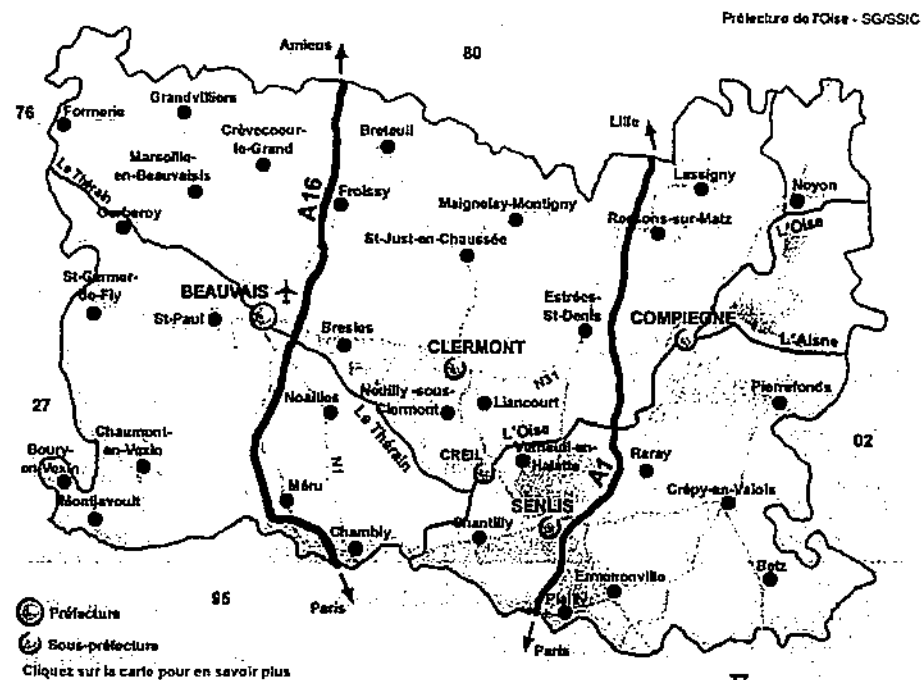 Préfecture de l'Oise - SG/SSIC
Amiens
80
76
Formerie
Grandvilliers
Crèvecoeur-
le-Grand
Breteuil
Lille
Marseille-
en-Beauvaisis
Lassigny
Noyon
Le Thérain
A16
Froissy
Maignelay-Montigny
Gerberoy
Ressons-sur-Matz
L'Oise
St-Just-en-Chaussée
St-Germer-
de-Fly
BEAUVAIS
Estrées-
St-Denis
COMPIEGNE
St-Paul
Bresles
L'Aisne
CLERMONT
N31
Pierrefonds
27
Noailles
Neuilly-sous-
Clermont
Liancourt
Chaumont-
en-Vexin
Le Thérain
L'Oise
02
Boury-
en-Vexin
CREIL
Verneuil-en-
Halatte
Raray
N1
A1
Montjavoult
Méru
Crépy-en-Valois
SENLIS
Chantilly
Chambly
Betz
Ermenonville
95
Paris
Plailly
Préfecture
Sous-préfecture
Paris
Cliquez sur la carte pour en savoir plus